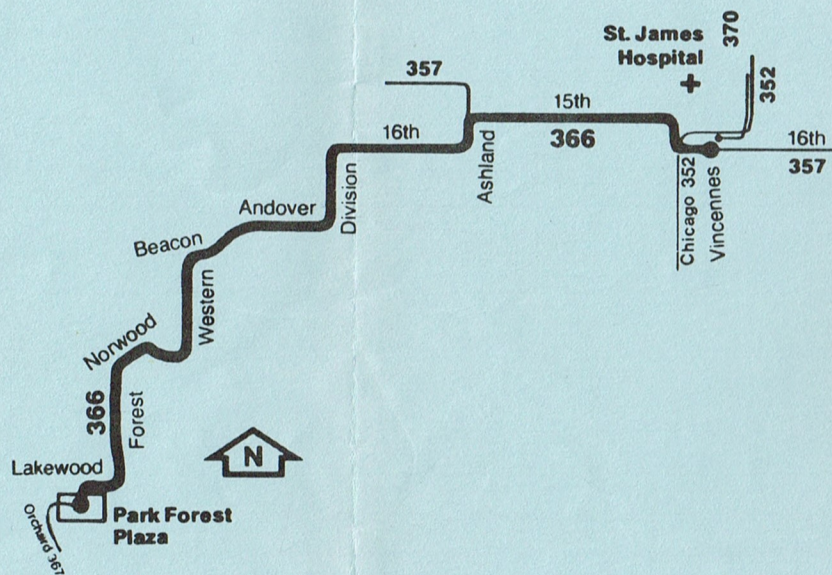 St. James
Hospital
370
352
357
16th
15th
366
Ashland
Chicago 352
Vincennes
16th
357
Andover
Division
Beacon
Western
Norwood
366
Forest
N
Lakewood
Park Forest
Plaza
Orchard 367